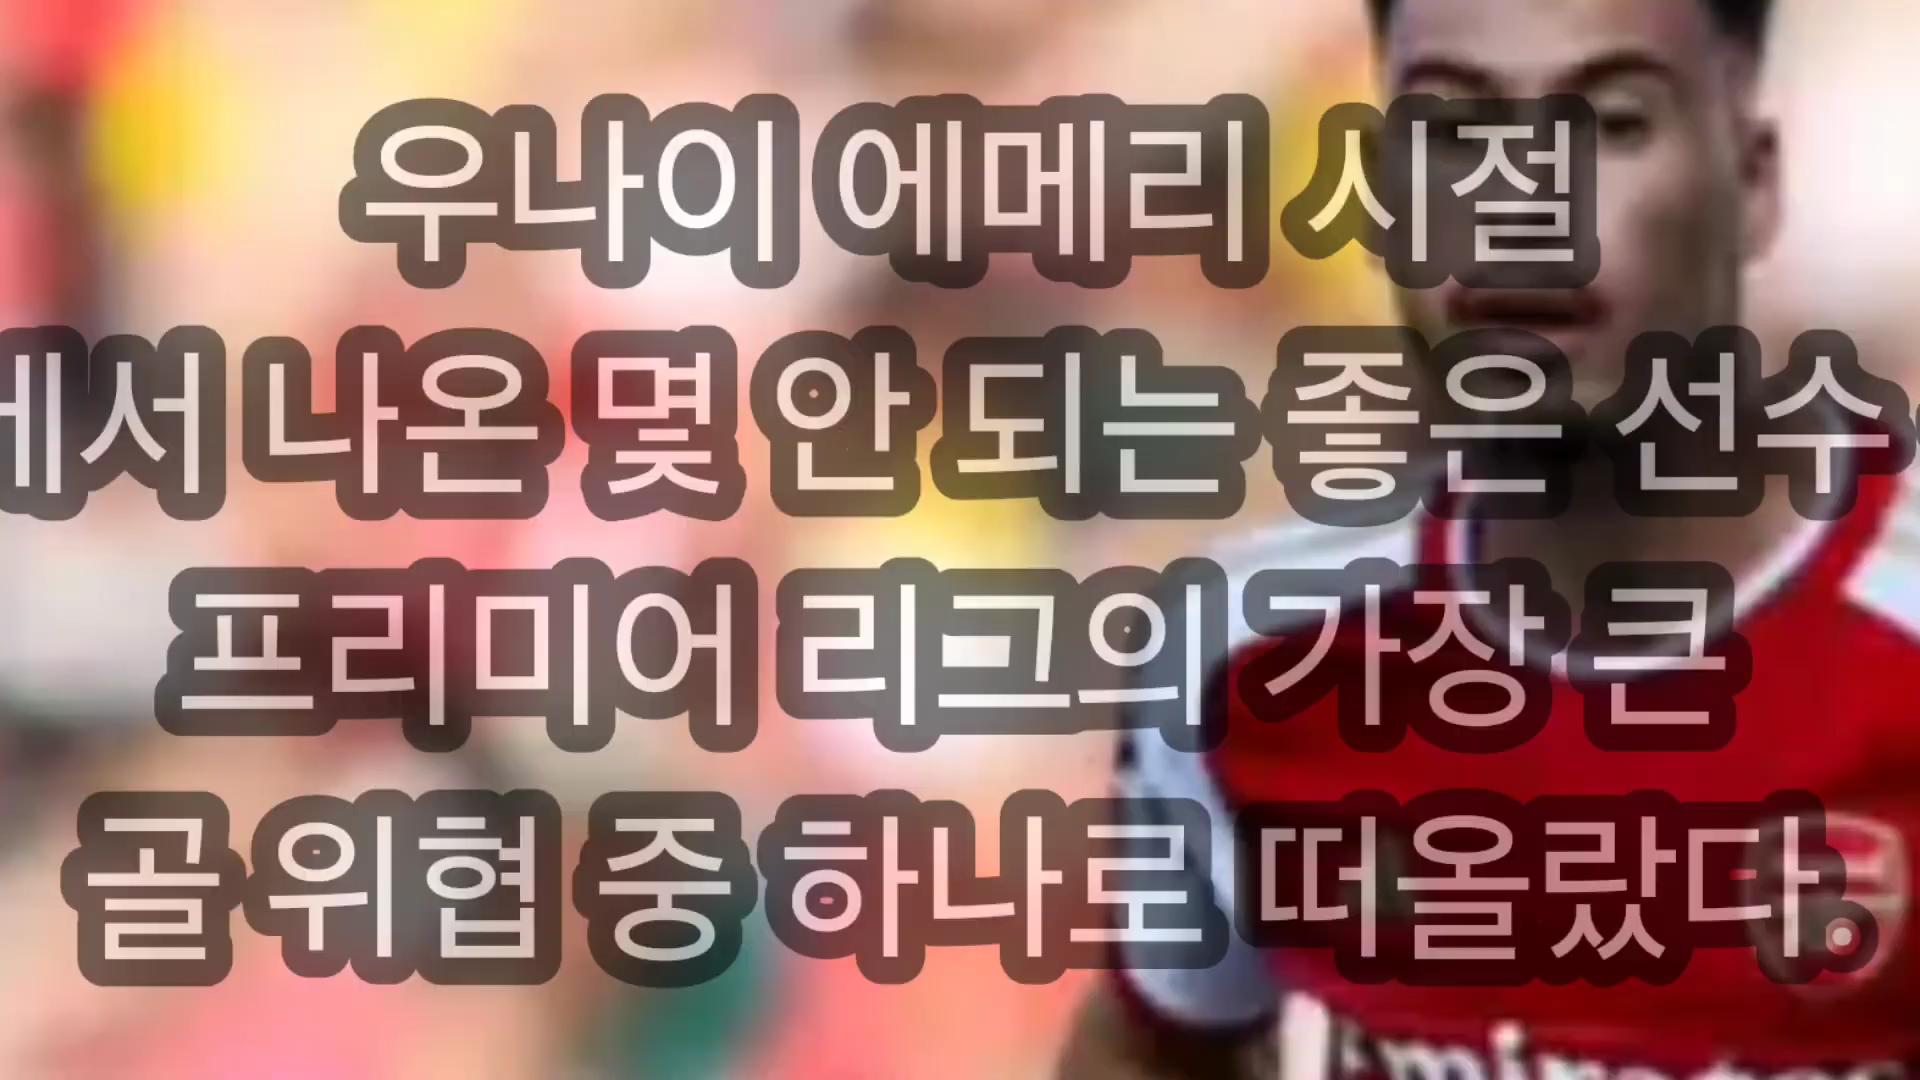 우나이 에메리 시절
에서 나온 몇 안 되는 좋은 선수
프리미어 리그의 가장 큰
골 위협 중 하나로 떠올랐다.